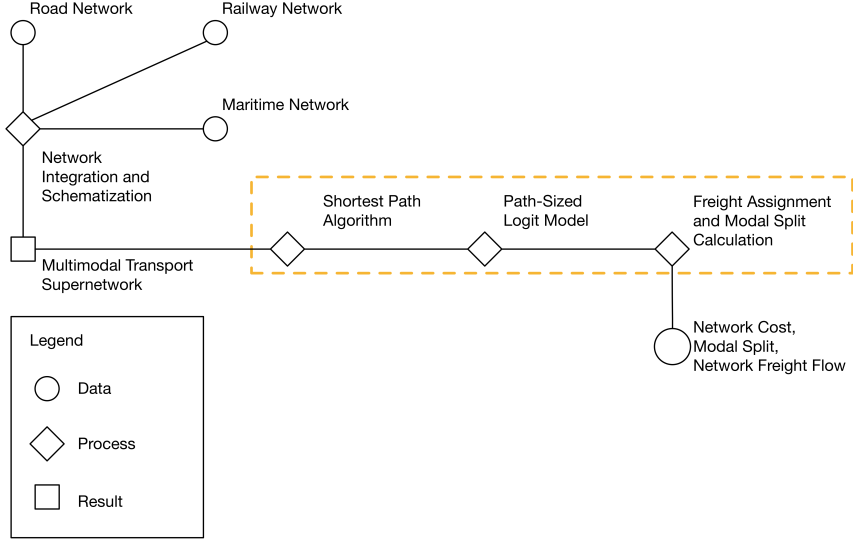 Road Network
Railway Network
Maritime Network
Network
Integration and
Schematization
Shortest Path
Algorithm
Path-Sized
Logit Model
Freight Assignment
and Modal Split
Calculation
Multimodal Transport
Supernetwork
Network Cost,
Modal Split,
Network Freight Flow
Legend
Data
Process
Result